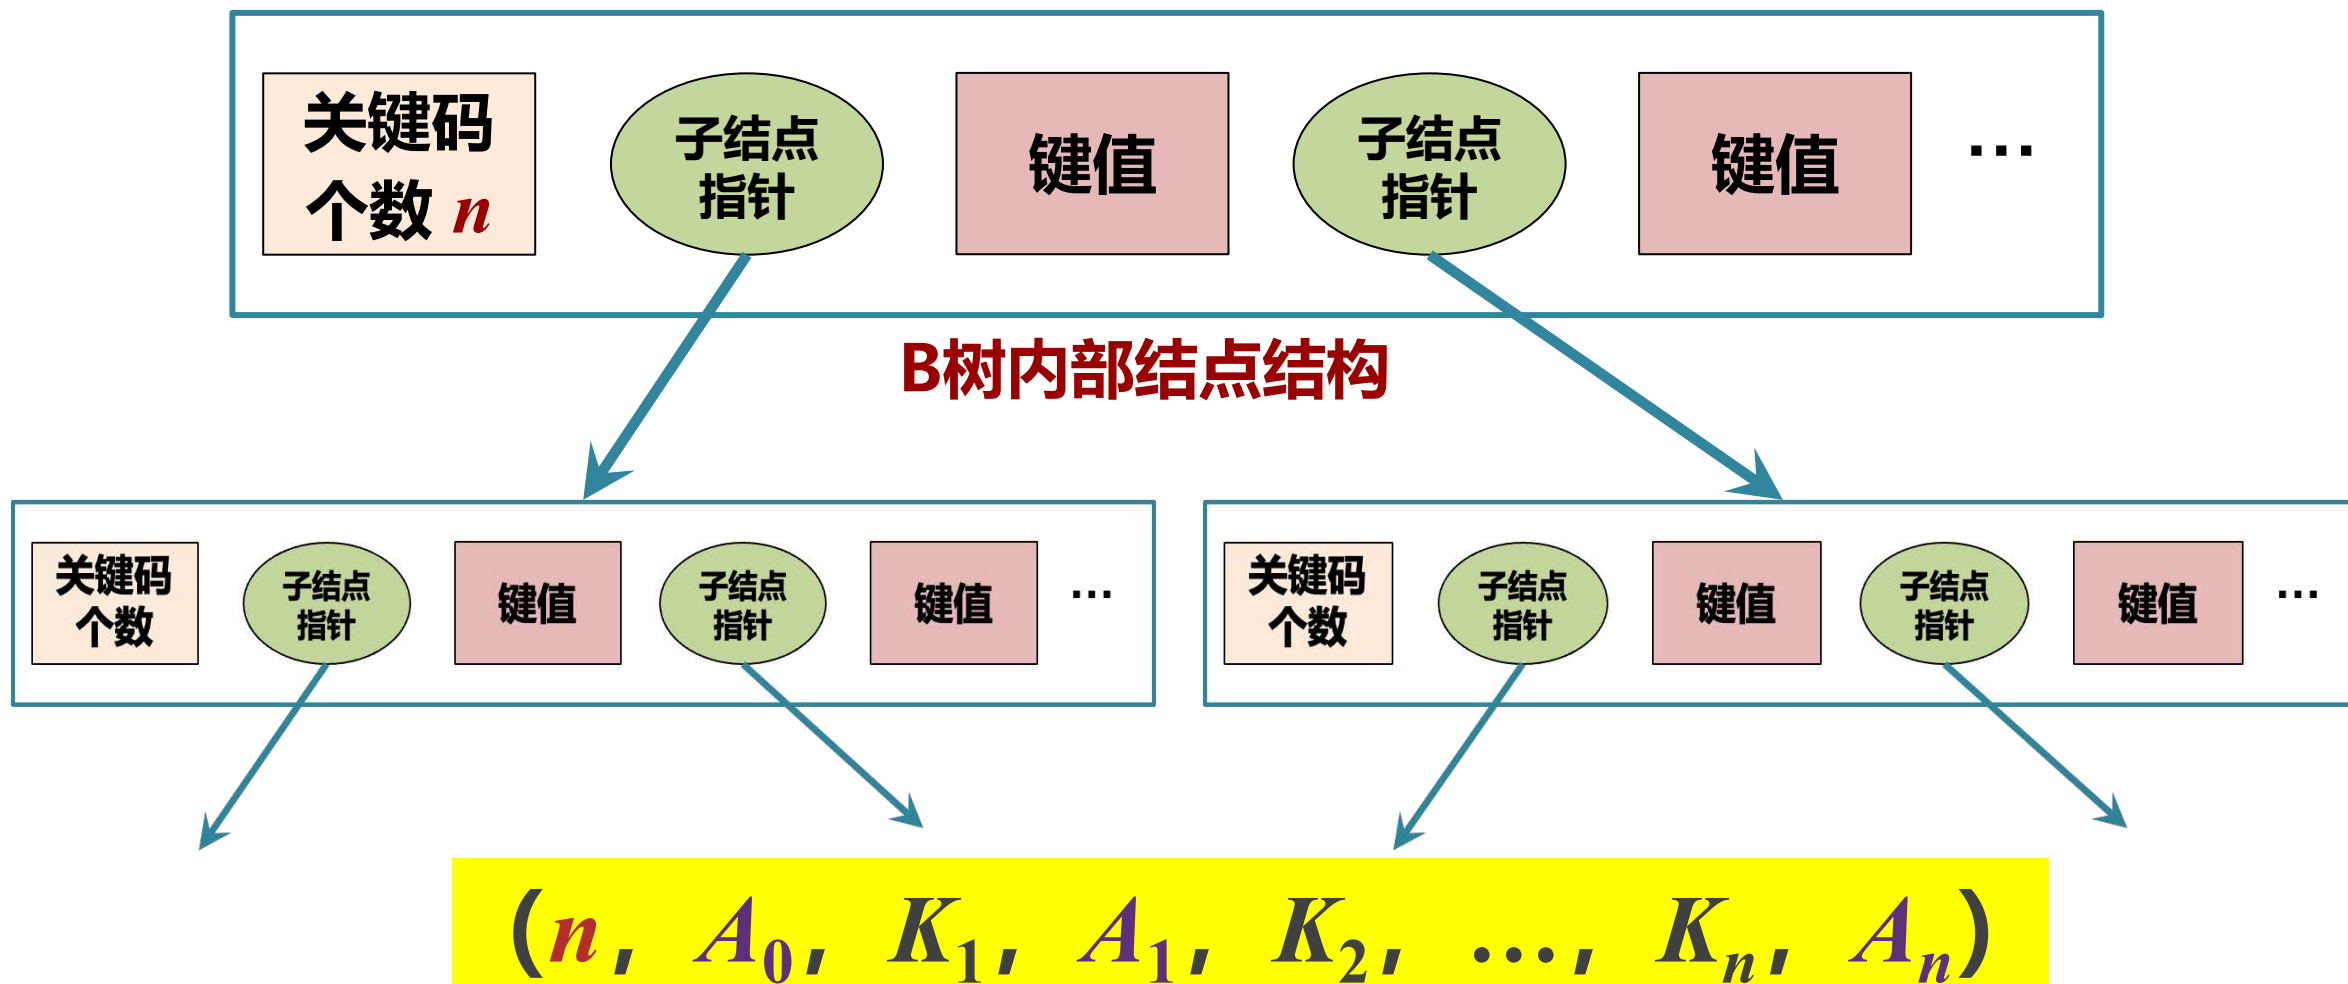 关键码
个数 n
子结点
指针
键值
子结点
指针
键值
...
B树内部结点结构
关键码
个数
子结点
指针
键值
子结点
指针
键值
...
关键码
个数
子结点
指针
键值
子结点
指针
键值
...
(n, A₀, K₁, A₁, K₂, …, Kₙ, Aₙ)